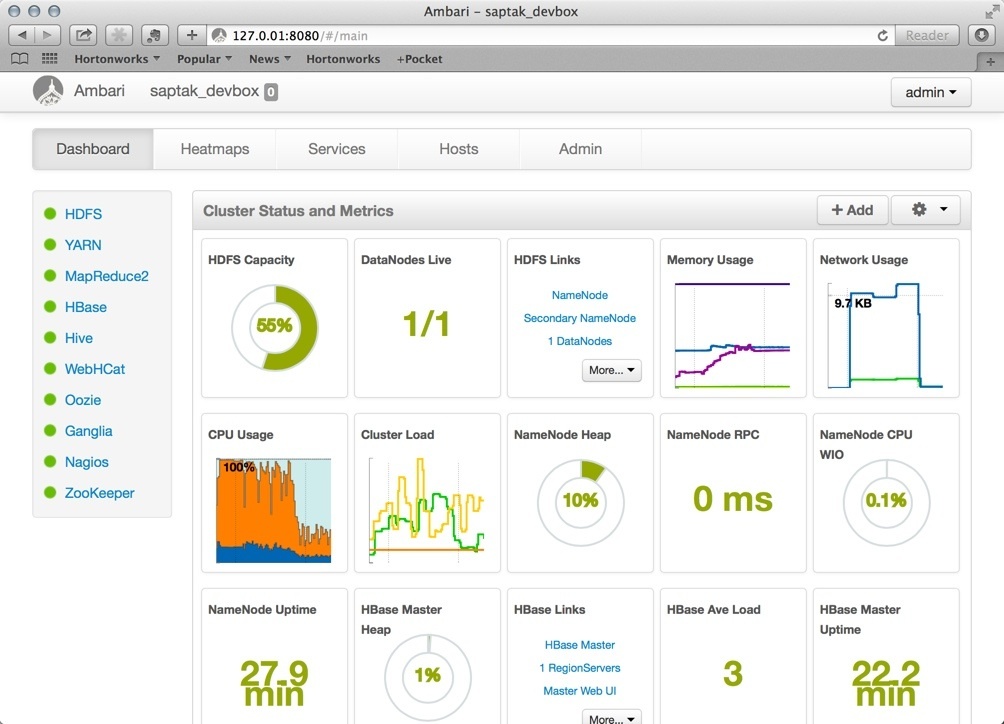 Ambari – saptak_devbox
127.0.01:8080/#/main
Reader
Hortonworks Popular News Hortonworks +Pocket
Ambari saptak_devbox 0
admin
Dashboard Heatmaps Services Hosts Admin
HDFS
YARN
MapReduce2
HBase
Hive
WebHCat
Oozie
Ganglia
Nagios
ZooKeeper
Cluster Status and Metrics
+ Add
HDFS Capacity
55%
DataNodes Live
1/1
HDFS Links
NameNode
Secondary NameNode
1 DataNodes
More...
Memory Usage
Network Usage
9.7 KB
CPU Usage
100%
Cluster Load
NameNode Heap
10%
NameNode RPC
0 ms
NameNode CPU
WIO
0.1%
NameNode Uptime
27.9
min
HBase Master
Heap
1%
HBase Links
HBase Master
1 RegionServers
Master Web UI
More...
HBase Ave Load
3
HBase Master
Uptime
22.2
min